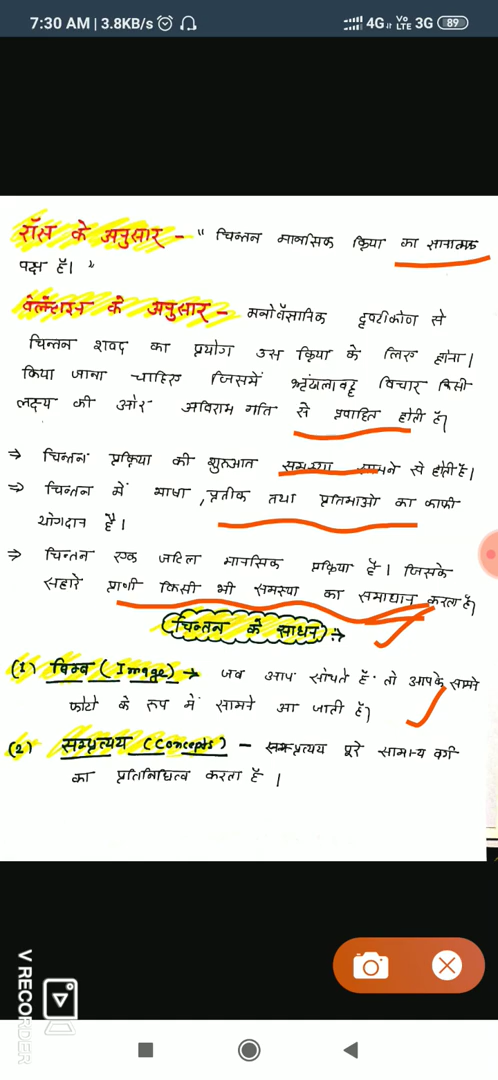 7:30 AM | 3.8KB/s
4G Vo LTE 3G 89
रॉस के अनुसार - "चिन्तन मानसिक क्रिया का ज्ञानात्मक
पक्ष है। "
वेलेन्टाइन के अनुसार - मनोवैज्ञानिक दृष्टीकोण से
चिन्तन शब्द का प्रयोग उस क्रिया के लिए होना।
किया जाना चाहिए जिसमें श्रृंखलाबद्ध विचार किसी
लक्ष्य की ओर अविराम गति से प्रवाहित होती है।
⇒ चिन्तन प्रक्रिया की शुरुआत समस्या सामने से होती है।
⇒ चिन्तन में भाषा, प्रतीक तथा प्रतिमाओ का काफी
योगदान है।
⇒ चिन्तन एक जटिल मानसिक प्रक्रिया है। जिसके
सहारे प्राणी किसी भी समस्या का समाधान करता है।
चिन्तन के साधन :→
(1) बिम्ब (Image) → जब आप सोचते है तो आपके सामने
फोटो के रूप में सामने आ जाती है।
(2) सम्प्रत्यय (Concepts) - सम्प्रत्यय पूरे सामान्य वर्ग
का प्रतिनिधित्व करता है।
V RECORDER